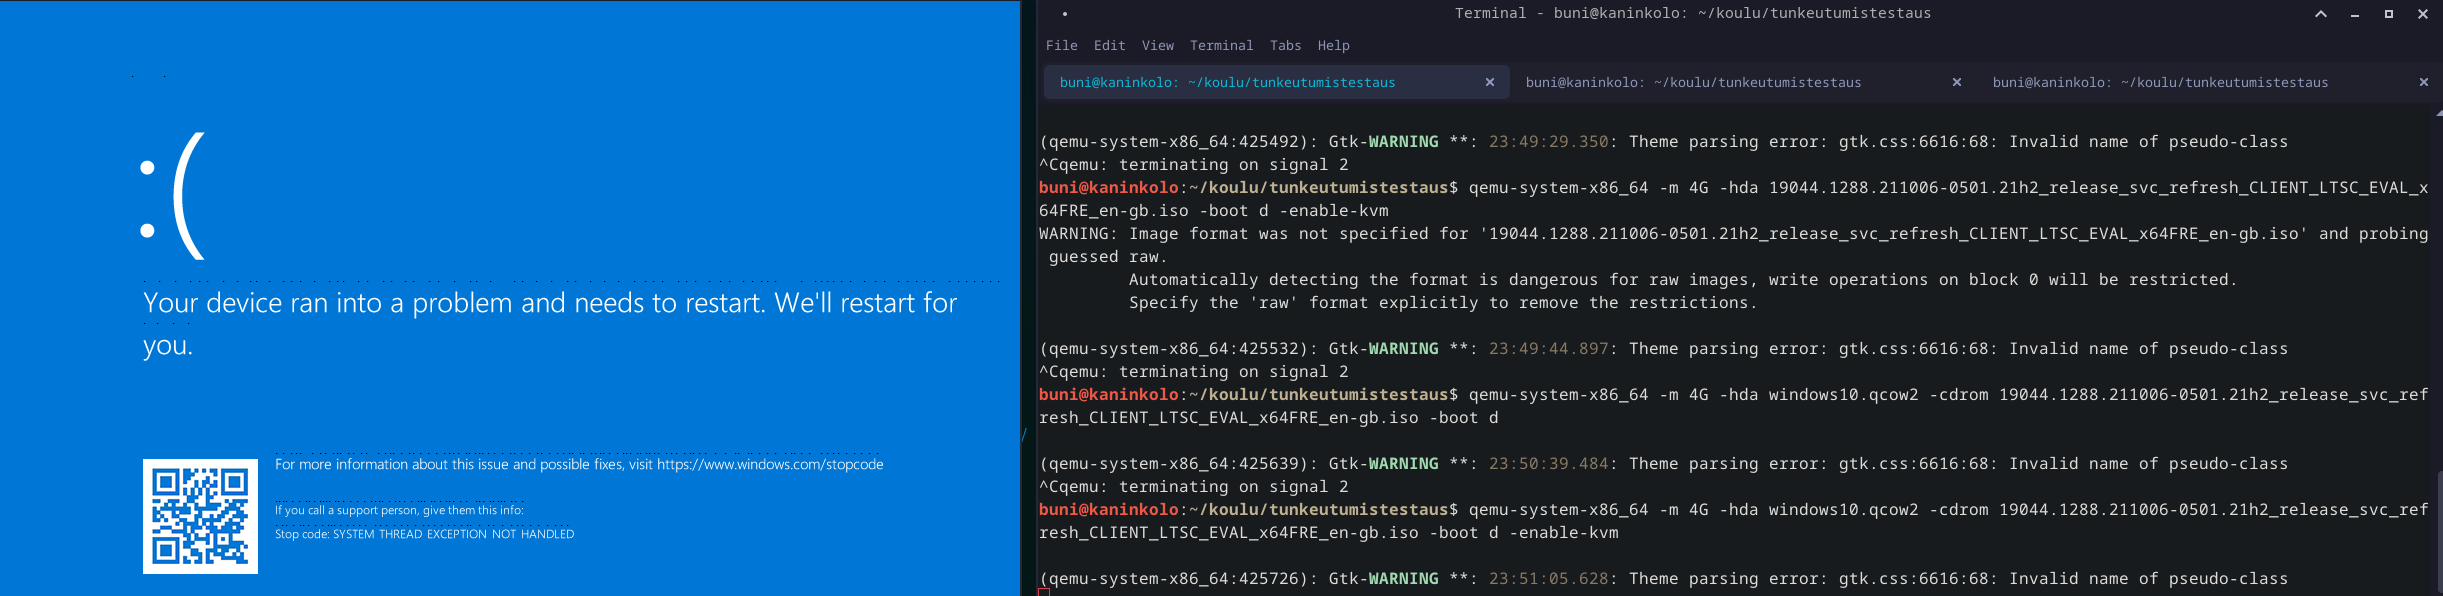 :(
Your device ran into a problem and needs to restart. We'll restart for
you.
For more information about this issue and possible fixes, visit https://www.windows.com/stopcode
If you call a support person, give them this info:
Stop code: SYSTEM THREAD EXCEPTION NOT HANDLED
Terminal - buni@kaninkolo: ~/koulu/tunkeutumistestaus
File Edit View Terminal Tabs Help
buni@kaninkolo: ~/koulu/tunkeutumistestaus buni@kaninkolo: ~/koulu/tunkeutumistestaus buni@kaninkolo: ~/koulu/tunkeutumistestaus
(qemu-system-x86_64:425492): Gtk-WARNING **: 23:49:29.350: Theme parsing error: gtk.css:6616:68: Invalid name of pseudo-class
^Cqemu: terminating on signal 2
buni@kaninkolo:~/koulu/tunkeutumistestaus$ qemu-system-x86_64 -m 4G -hda 19044.1288.211006-0501.21h2_release_svc_refresh_CLIENT_LTSC_EVAL_x
64FRE_en-gb.iso -boot d -enable-kvm
WARNING: Image format was not specified for '19044.1288.211006-0501.21h2_release_svc_refresh_CLIENT_LTSC_EVAL_x64FRE_en-gb.iso' and probing
guessed raw.
Automatically detecting the format is dangerous for raw images, write operations on block 0 will be restricted.
Specify the 'raw' format explicitly to remove the restrictions.
(qemu-system-x86_64:425532): Gtk-WARNING **: 23:49:44.897: Theme parsing error: gtk.css:6616:68: Invalid name of pseudo-class
^Cqemu: terminating on signal 2
buni@kaninkolo:~/koulu/tunkeutumistestaus$ qemu-system-x86_64 -m 4G -hda windows10.qcow2 -cdrom 19044.1288.211006-0501.21h2_release_svc_ref
resh_CLIENT_LTSC_EVAL_x64FRE_en-gb.iso -boot d
(qemu-system-x86_64:425639): Gtk-WARNING **: 23:50:39.484: Theme parsing error: gtk.css:6616:68: Invalid name of pseudo-class
^Cqemu: terminating on signal 2
buni@kaninkolo:~/koulu/tunkeutumistestaus$ qemu-system-x86_64 -m 4G -hda windows10.qcow2 -cdrom 19044.1288.211006-0501.21h2_release_svc_ref
resh_CLIENT_LTSC_EVAL_x64FRE_en-gb.iso -boot d -enable-kvm
(qemu-system-x86_64:425726): Gtk-WARNING **: 23:51:05.628: Theme parsing error: gtk.css:6616:68: Invalid name of pseudo-class